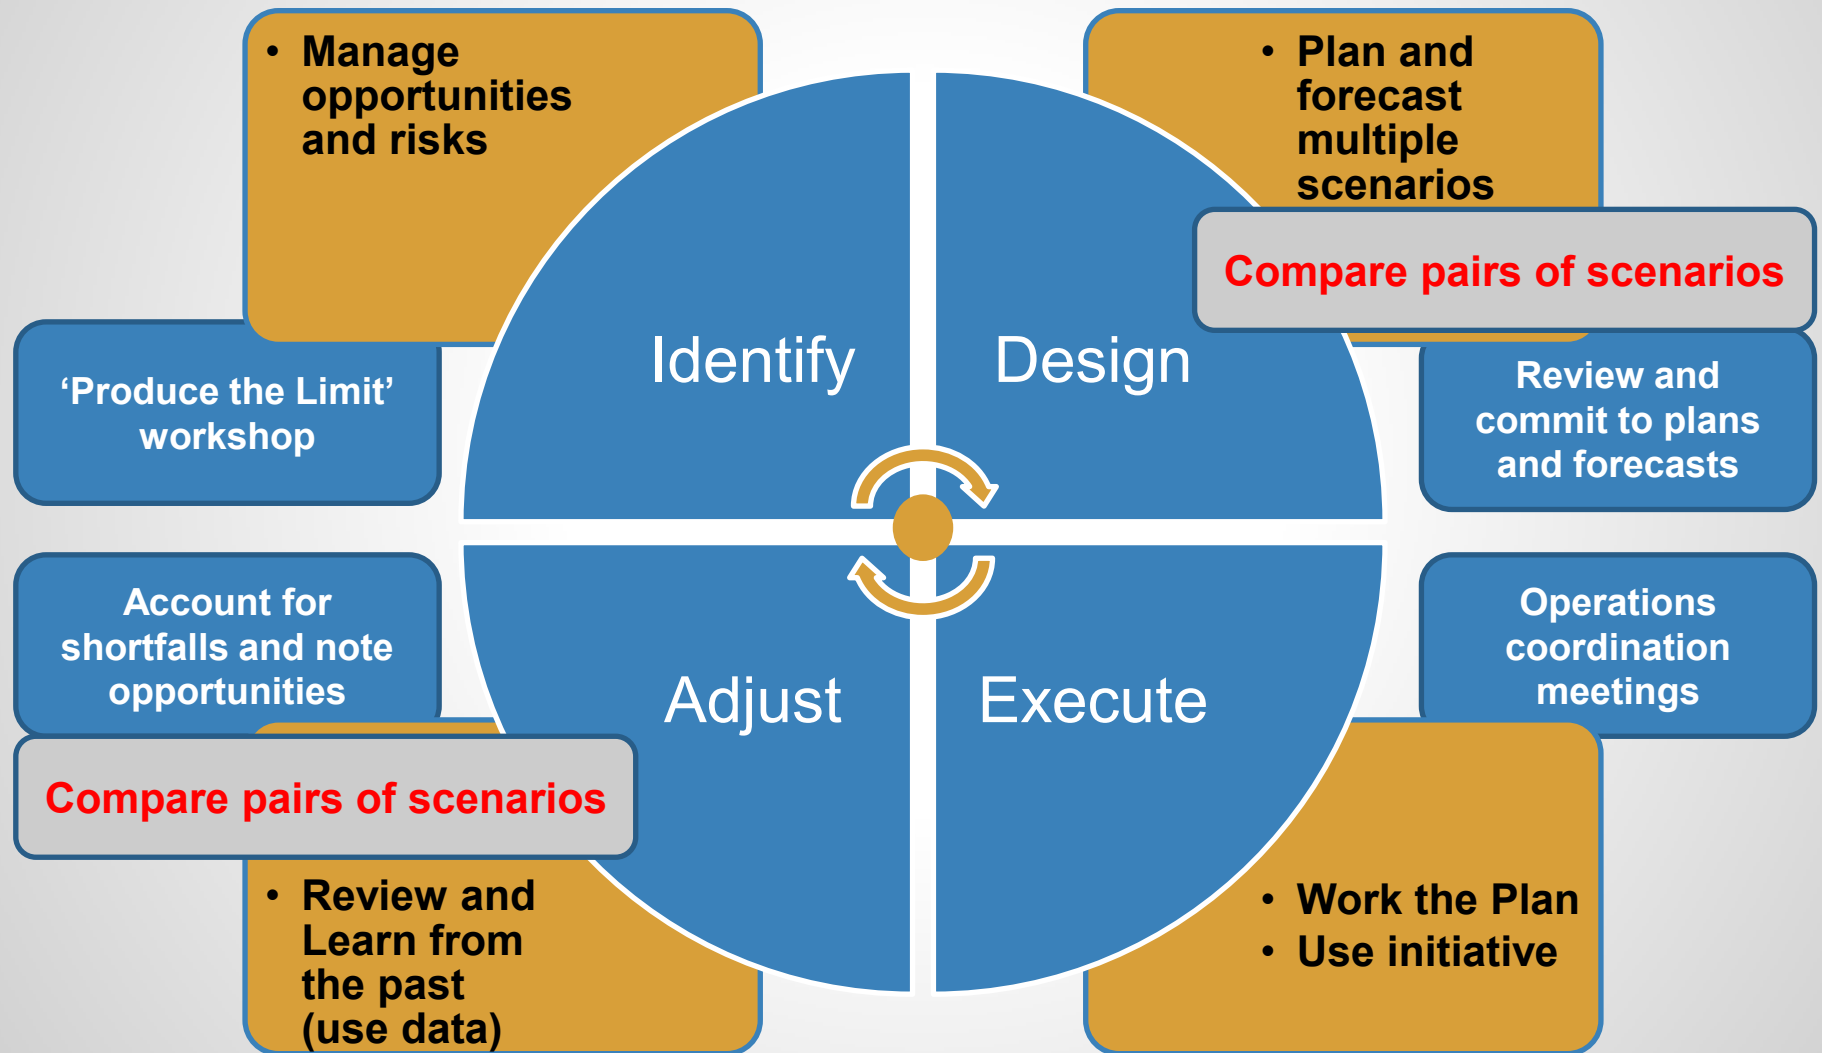 • Manage
opportunities
and risks
• Plan and
forecast
multiple
scenarios
Compare pairs of scenarios
Identify
Design
‘Produce the Limit’
workshop
Review and
commit to plans
and forecasts
Account for
shortfalls and note
opportunities
Adjust
Execute
Operations
coordination
meetings
Compare pairs of scenarios
• Review and
Learn from
the past
(use data)
• Work the Plan
• Use initiative